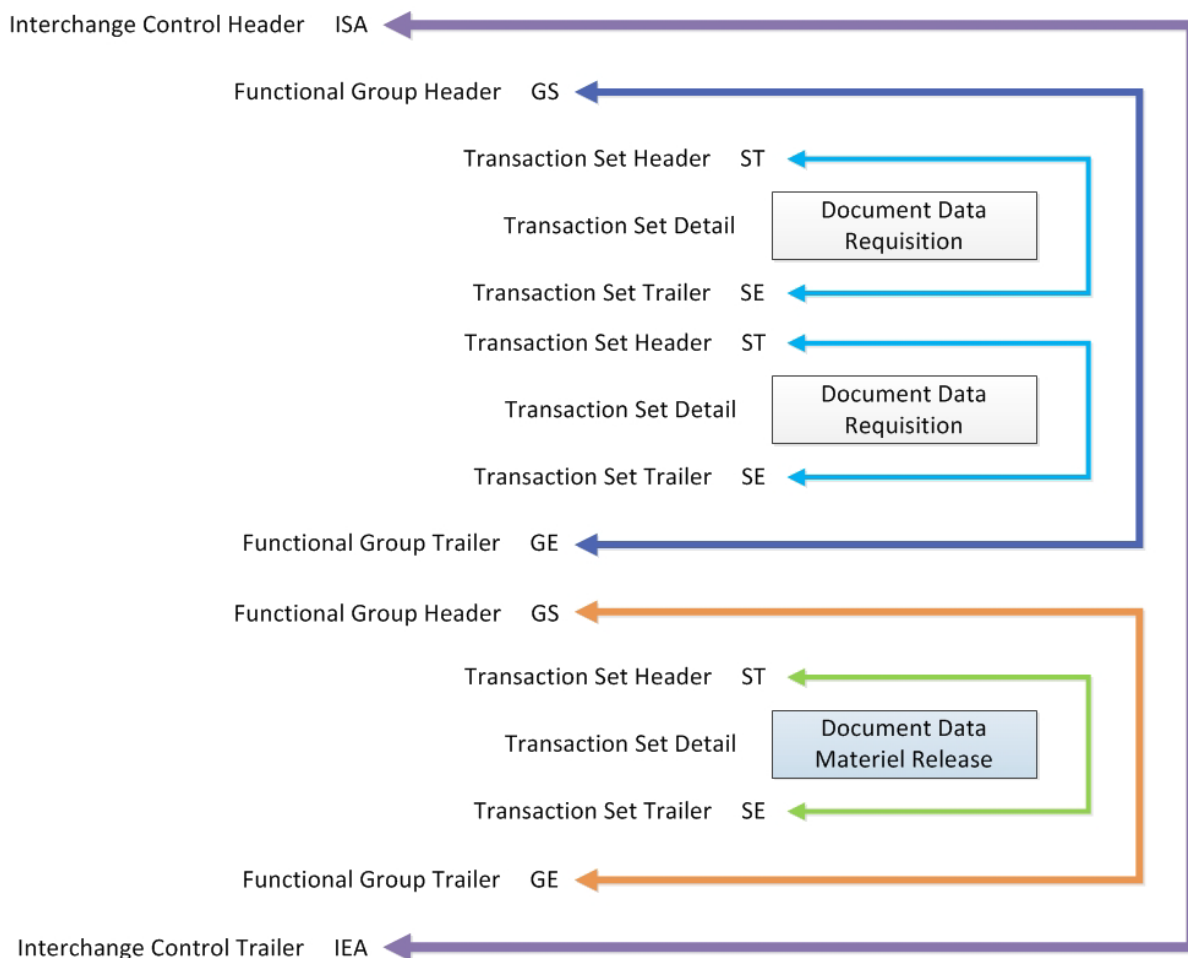 Interchange Control Header ISA
Functional Group Header GS
Transaction Set Header ST
Transaction Set Detail
Document Data
Requisition
Transaction Set Trailer SE
Transaction Set Header ST
Transaction Set Detail
Document Data
Requisition
Transaction Set Trailer SE
Functional Group Trailer GE
Functional Group Header GS
Transaction Set Header ST
Transaction Set Detail
Document Data
Materiel Release
Transaction Set Trailer SE
Functional Group Trailer GE
Interchange Control Trailer IEA